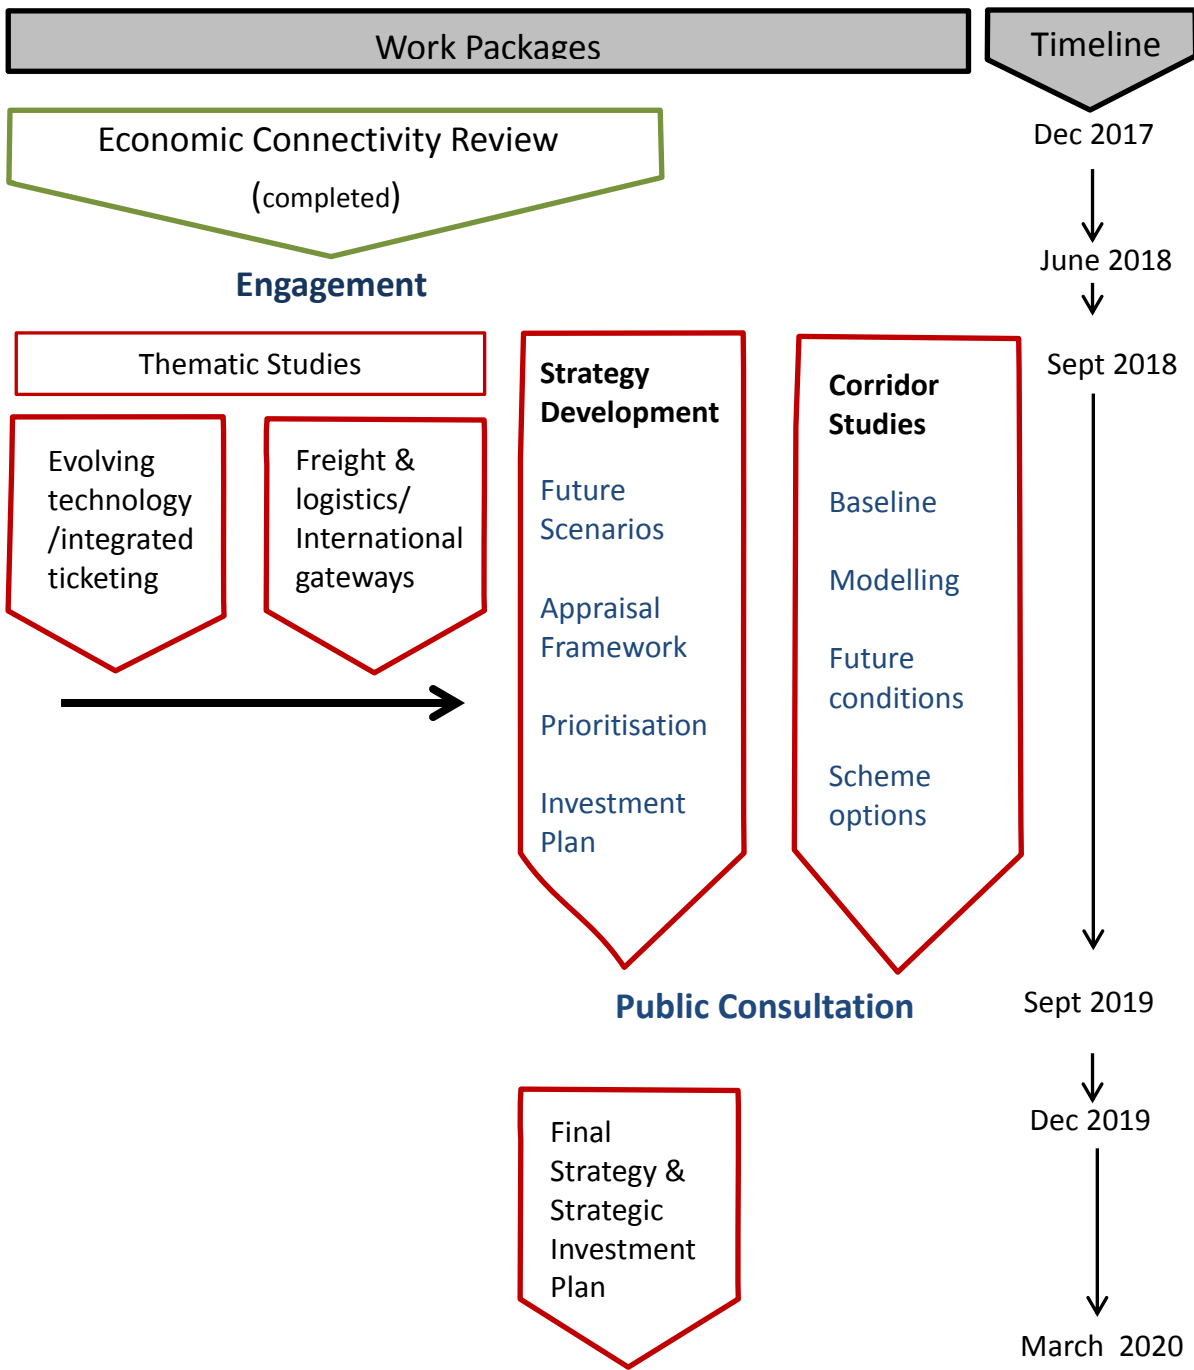 Work Packages
Timeline
Economic Connectivity Review
(completed)
Engagement
Dec 2017
June 2018
Sept 2018
Thematic Studies
Evolving
technology
/integrated
ticketing
Freight &
logistics/
International
gateways
Strategy
Development
Future
Scenarios
Appraisal
Framework
Prioritisation
Investment
Plan
Corridor
Studies
Baseline
Modelling
Future
conditions
Scheme
options
Public Consultation
Sept 2019
Dec 2019
Final
Strategy &
Strategic
Investment
Plan
March 2020